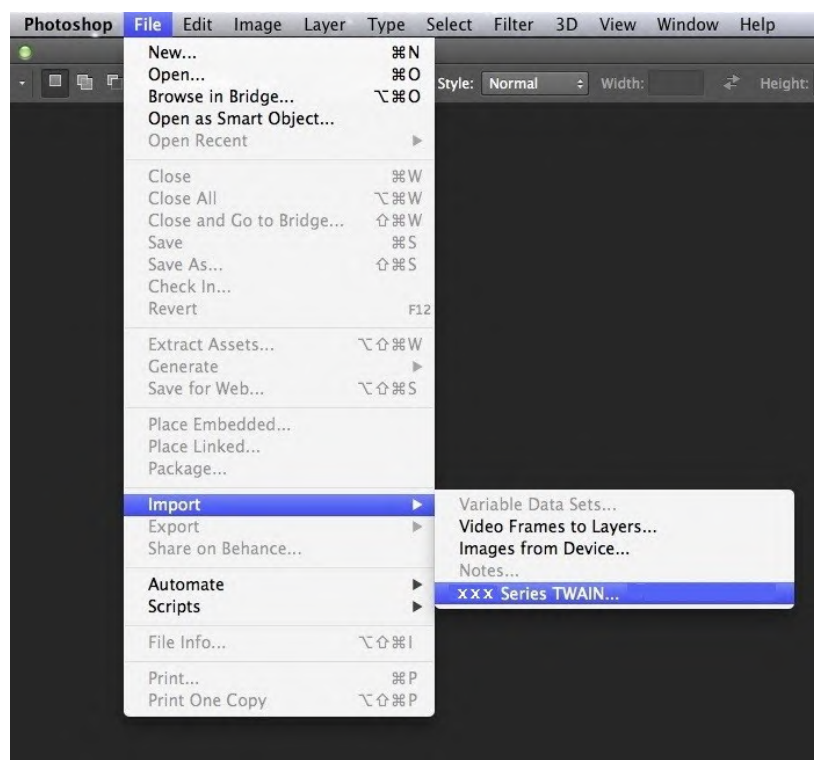 Photoshop File Edit Image Layer Type Select Filter 3D View Window Help
Style: Normal Width: Height:
New... ⌘N
Open... ⌘O
Browse in Bridge... ⌥⌘O
Open as Smart Object...
Open Recent ▶
Close ⌘W
Close All ⌥⌘W
Close and Go to Bridge... ⇧⌘W
Save ⌘S
Save As... ⇧⌘S
Check In...
Revert F12
Extract Assets... ⌥⇧⌘W
Generate ▶
Save for Web... ⌥⇧⌘S
Place Embedded...
Place Linked...
Package...
Import ▶
Export ▶
Share on Behance...
Automate ▶
Scripts ▶
File Info... ⌥⇧⌘I
Print... ⌘P
Print One Copy ⌥⇧⌘P
Variable Data Sets...
Video Frames to Layers...
Images from Device...
Notes...
xxx Series TWAIN...